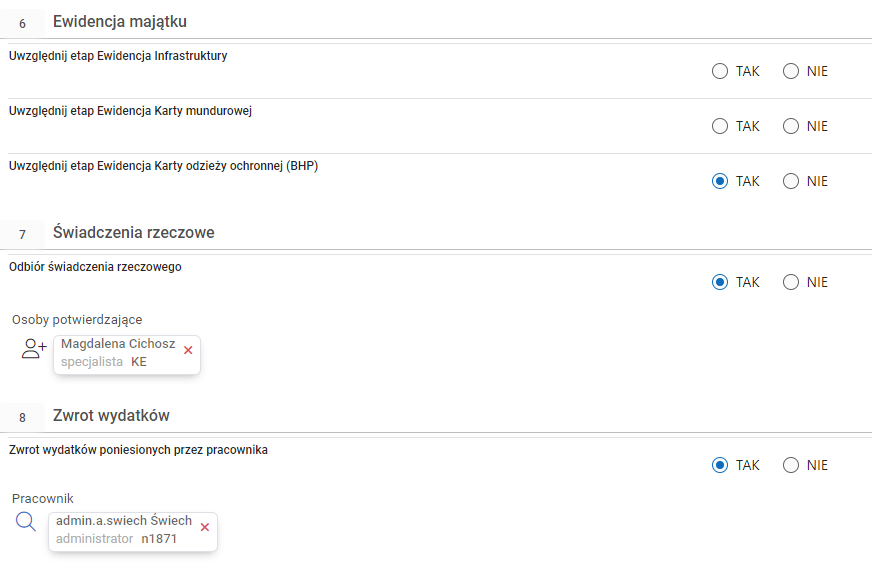 6 Ewidencja majątku
Uwzględnij etap Ewidencja Infrastruktury
TAK NIE
Uwzględnij etap Ewidencja Karty mundurowej
TAK NIE
Uwzględnij etap Ewidencja Karty odzieży ochronnej (BHP)
TAK NIE
7 Świadczenia rzeczowe
Odbiór świadczenia rzeczowego
TAK NIE
Osoby potwierdzające
Magdalena Cichosz
specjalista KE
8 Zwrot wydatków
Zwrot wydatków poniesionych przez pracownika
TAK NIE
Pracownik
admin.a.swiech Świech
administrator n1871